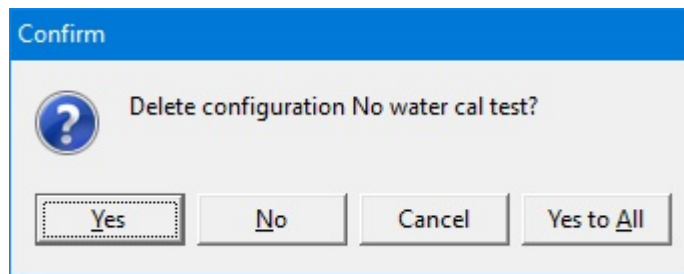 Confirm
?
Delete configuration No water cal test?
Yes No Cancel Yes to All